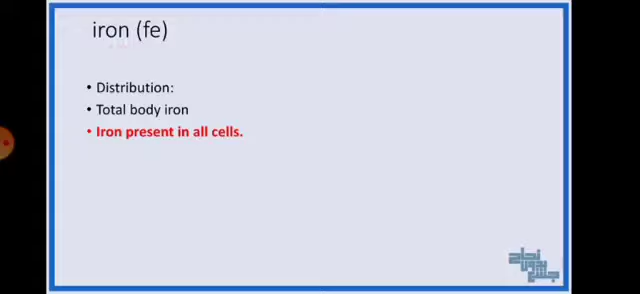 iron (fe)
• Distribution:
• Total body iron
• Iron present in all cells.